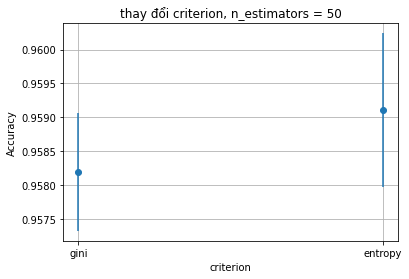 thay đổi criterion, n_estimators = 50
Accuracy
0.9600
0.9595
0.9590
0.9585
0.9580
0.9575
gini
entropy
criterion